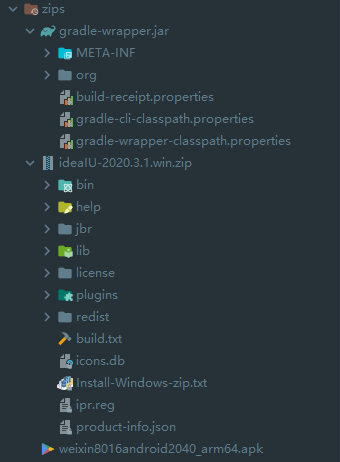 zips
gradle-wrapper.jar
META-INF
org
build-receipt.properties
gradle-cli-classpath.properties
gradle-wrapper-classpath.properties
ideaIU-2020.3.1.win.zip
bin
help
jbr
lib
license
plugins
redist
build.txt
icons.db
Install-Windows-zip.txt
ipr.reg
product-info.json
weixin8016android2040_arm64.apk